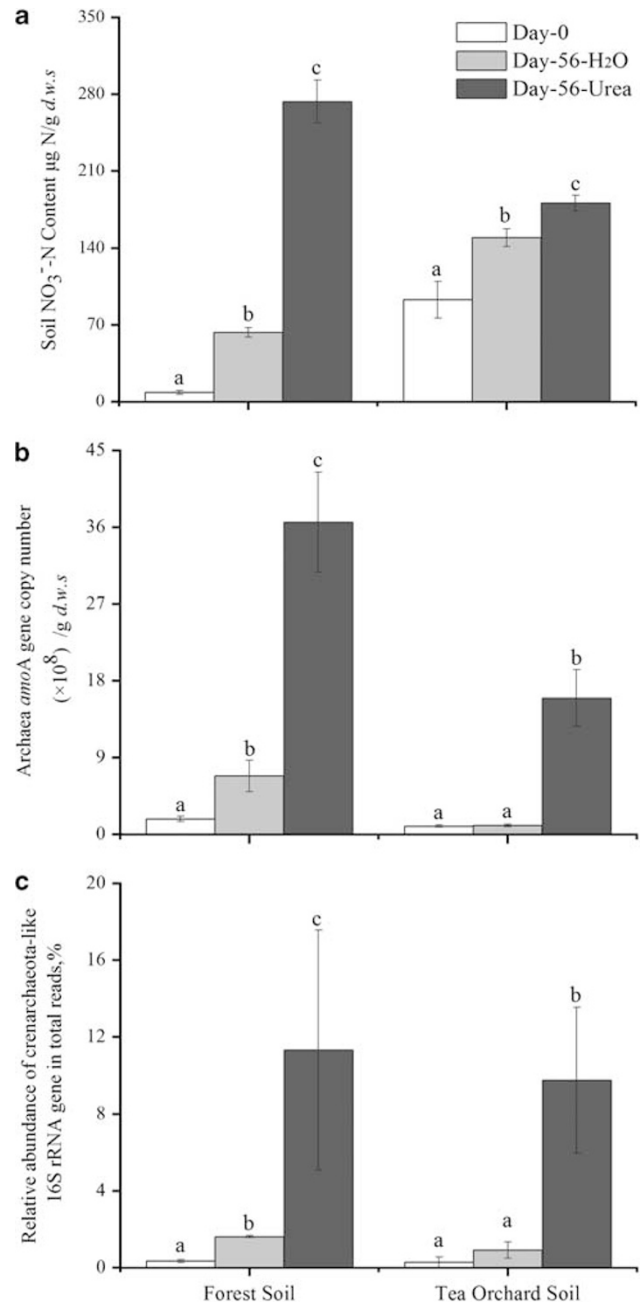 a
350
280
210
140
70
0
Soil NO3⁻-N Content µg N/g d.w.s
Day-0
Day-56-H2O
Day-56-Urea
a
b
c
a
b
c
b
45
36
27
18
9
0
Archaea amoA gene copy number
(×10⁸) /g d.w.s
a
b
c
a
a
b
c
20
16
12
8
4
0
Relative abundance of crenarchaeota-like
16S rRNA gene in total reads,%
a
b
c
a
a
b
Forest Soil
Tea Orchard Soil